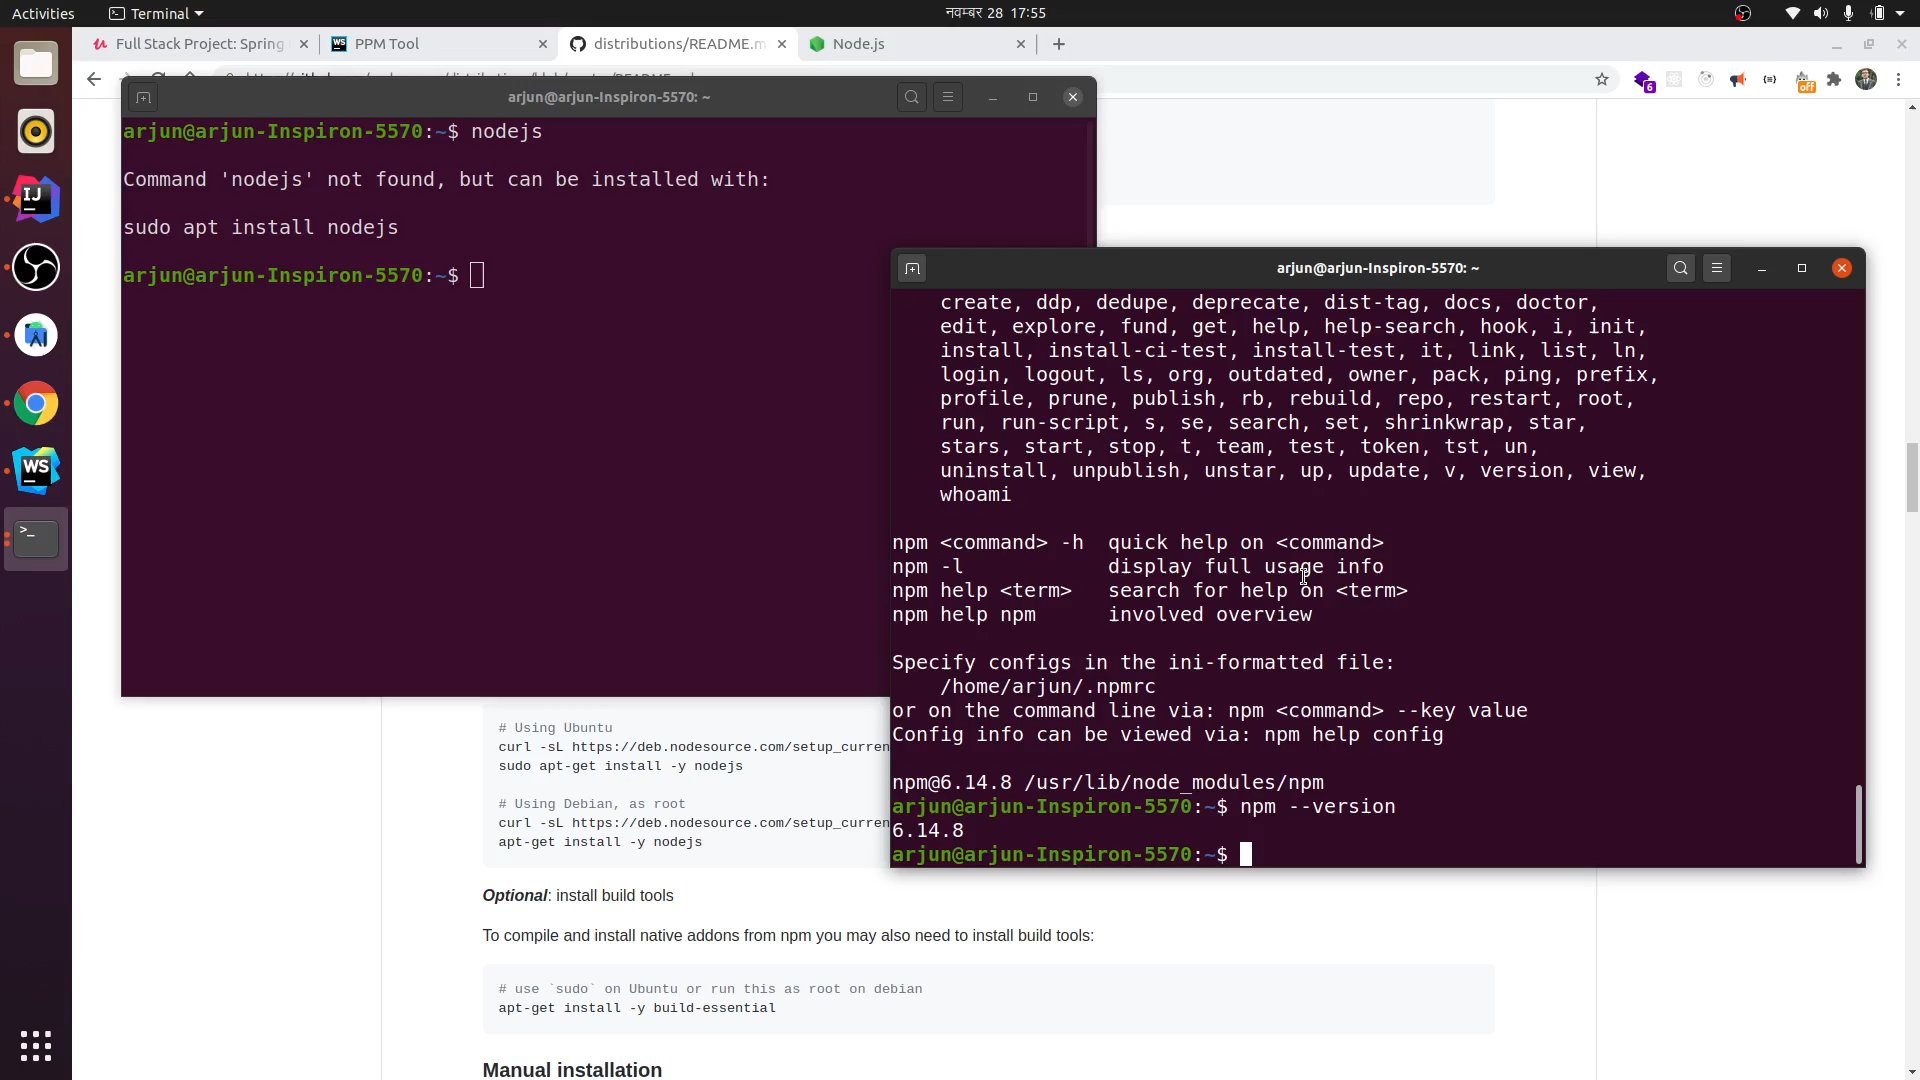 Activities
Terminal
नवम्बर 28 17:55
Full Stack Project: Spring
PPM Tool
distributions/README.m
Node.js
6
off
arjun@arjun-Inspiron-5570: ~
arjun@arjun-Inspiron-5570:~$ nodejs
Command 'nodejs' not found, but can be installed with:
sudo apt install nodejs
arjun@arjun-Inspiron-5570:~$
arjun@arjun-Inspiron-5570: ~
create, ddp, dedupe, deprecate, dist-tag, docs, doctor,
edit, explore, fund, get, help, help-search, hook, i, init,
install, install-ci-test, install-test, it, link, list, ln,
login, logout, ls, org, outdated, owner, pack, ping, prefix,
profile, prune, publish, rb, rebuild, repo, restart, root,
run, run-script, s, se, search, set, shrinkwrap, star,
stars, start, stop, t, team, test, token, tst, un,
uninstall, unpublish, unstar, up, update, v, version, view,
whoami
npm <command> -h quick help on <command>
npm -l display full usage info
npm help <term> search for help on <term>
npm help npm involved overview
Specify configs in the ini-formatted file:
/home/arjun/.npmrc
or on the command line via: npm <command> --key value
Config info can be viewed via: npm help config
npm@6.14.8 /usr/lib/node_modules/npm
arjun@arjun-Inspiron-5570:~$ npm --version
6.14.8
arjun@arjun-Inspiron-5570:~$
# Using Ubuntu
curl -sL https://deb.nodesource.com/setup_curren
sudo apt-get install -y nodejs
# Using Debian, as root
curl -sL https://deb.nodesource.com/setup_curren
apt-get install -y nodejs
Optional: install build tools
To compile and install native addons from npm you may also need to install build tools:
# use `sudo` on Ubuntu or run this as root on debian
apt-get install -y build-essential
Manual installation
IJ
WS